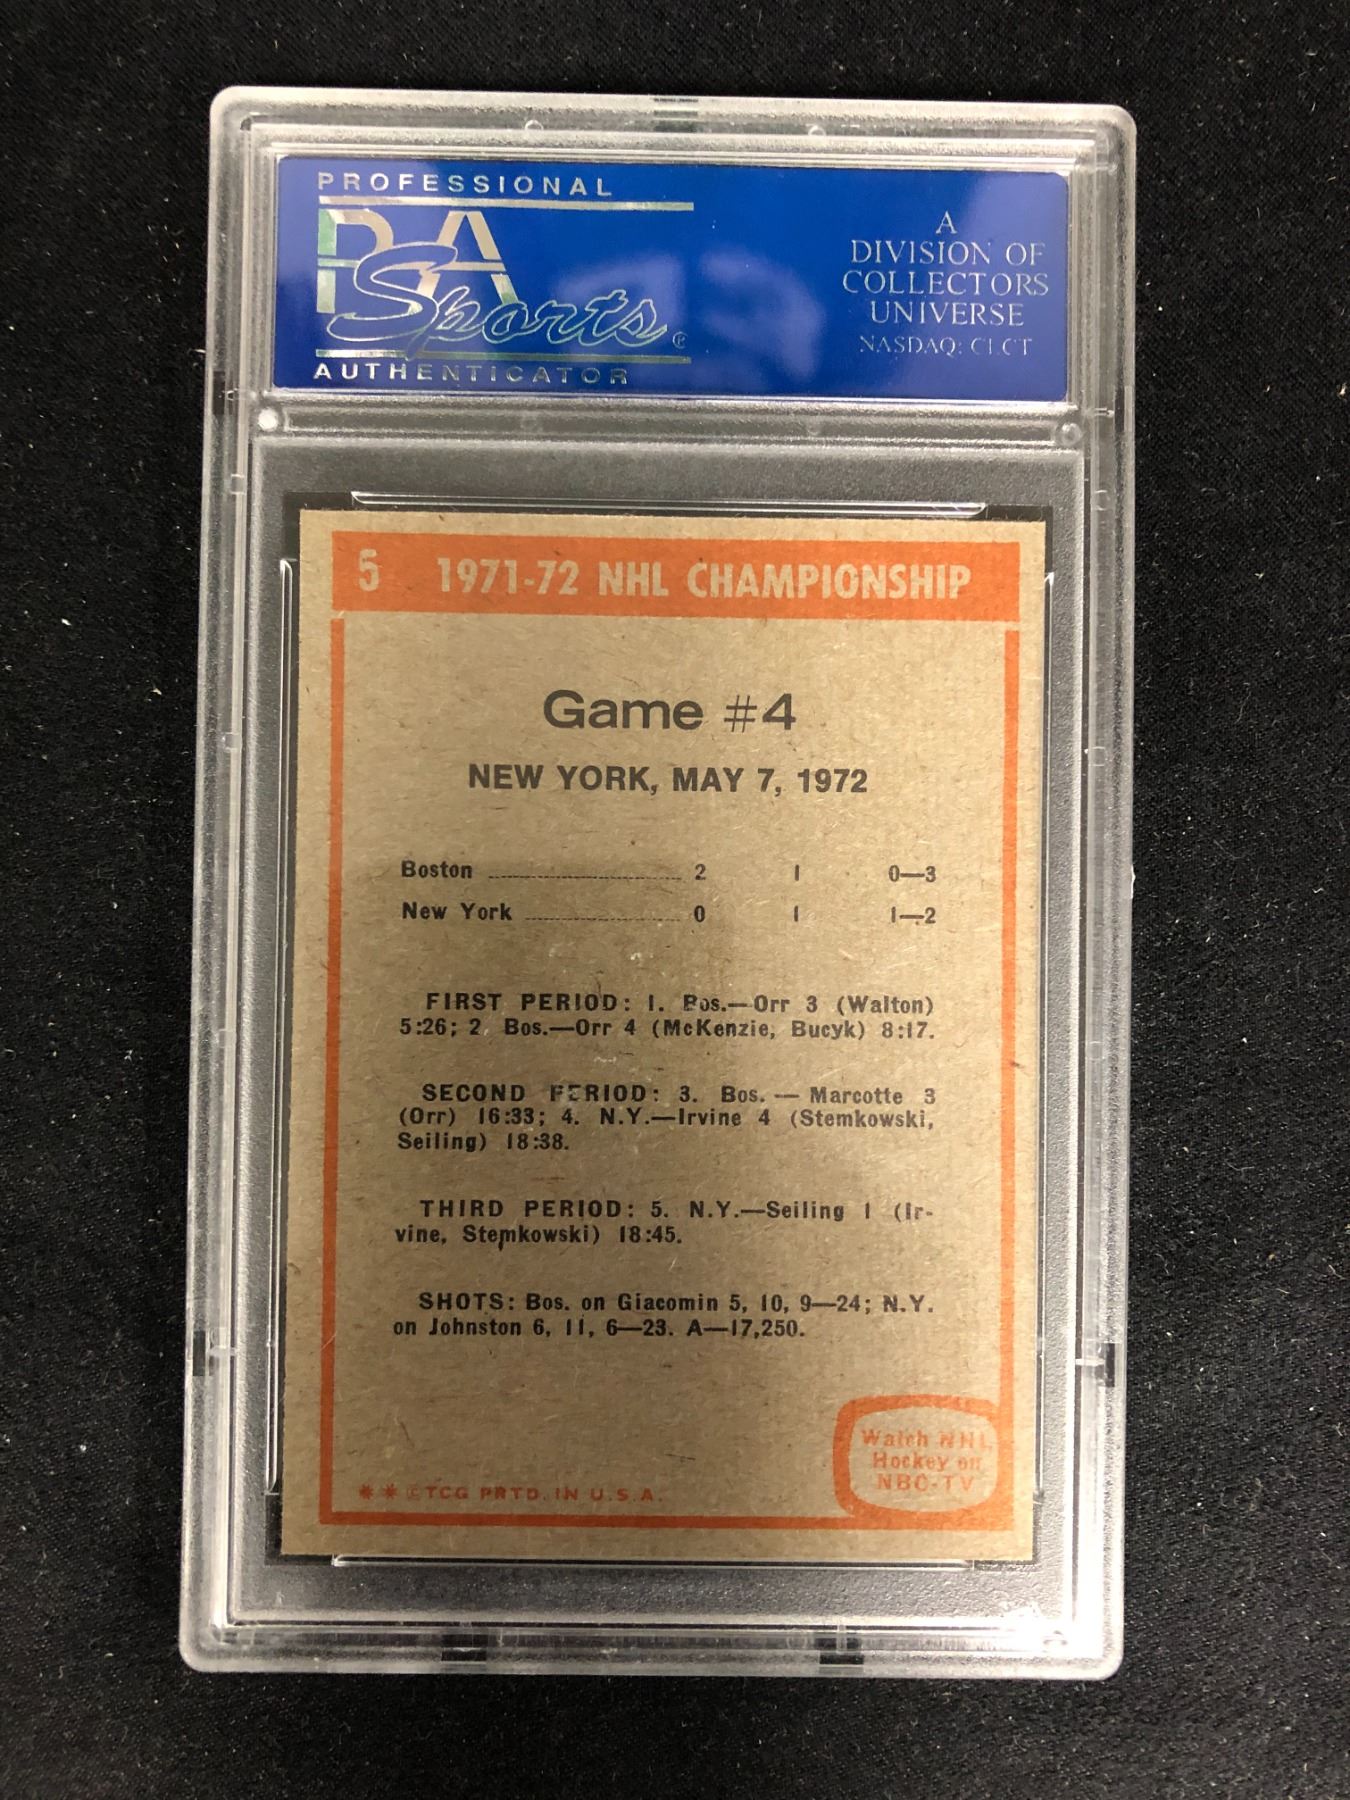 PROFESSIONAL
PSA
Sports
AUTHENTICATOR
A
DIVISION OF
COLLECTORS
UNIVERSE
NASDAQ: CLCT
5 1971-72 NHL CHAMPIONSHIP
Game #4
NEW YORK, MAY 7, 1972
Boston 2 1 0—3
New York 0 1 1—2
FIRST PERIOD: 1. Bos.—Orr 3 (Walton)
5:26; 2. Bos.—Orr 4 (McKenzie, Bucyk) 8:17.
SECOND PERIOD: 3. Bos. — Marcotte 3
(Orr) 16:33; 4. N.Y.—Irvine 4 (Stemkowski,
Seiling) 18:38.
THIRD PERIOD: 5. N.Y.—Seiling 1 (Ir-
vine, Stemkowski) 18:45.
SHOTS: Bos. on Giacomin 5, 10, 9—24; N.Y.
on Johnston 6, 11, 6—23. A—17,250.
Watch NHL
Hockey on
NBC-TV
** © TCG PRTD. IN U.S.A.